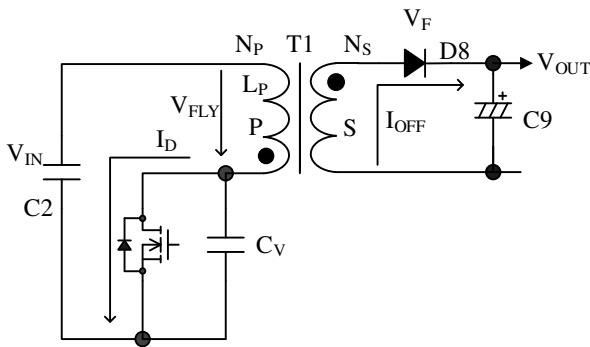 V_F
N_P T1 N_S D8
V_OUT
L_P
V_FLY
P S
I_OFF
+
C9
V_IN
I_D
C2
C_V